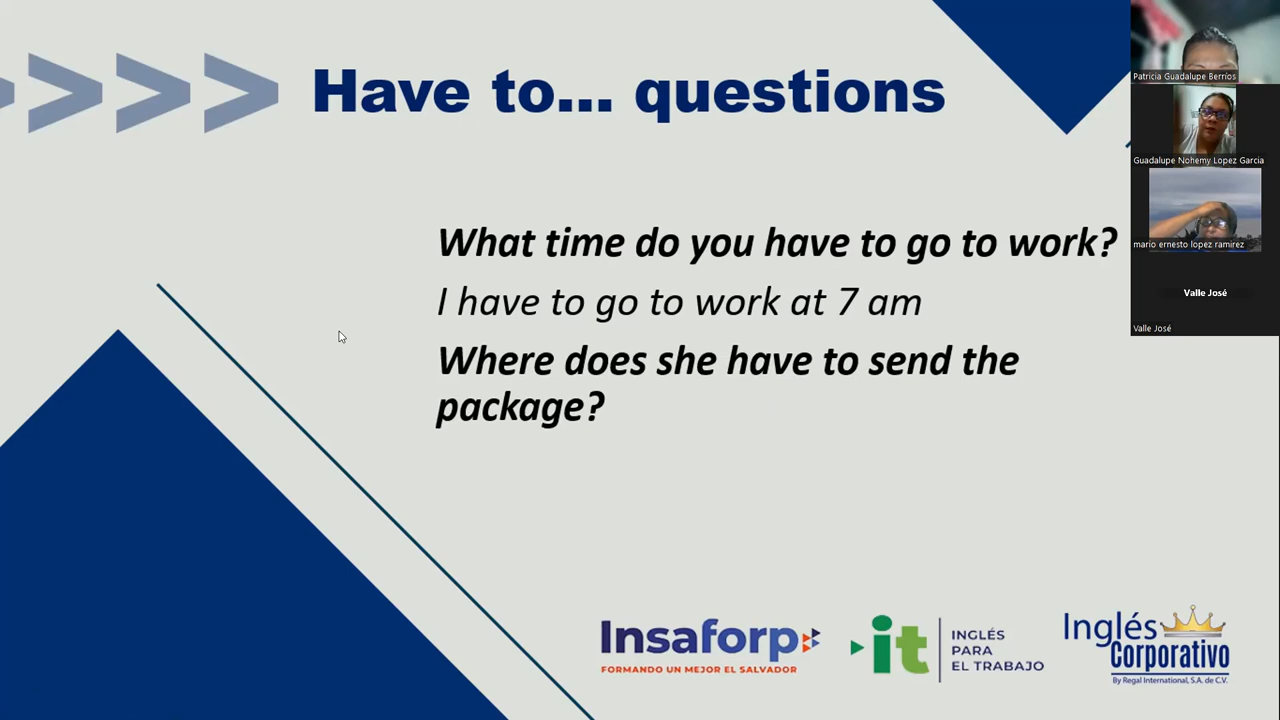 Have to... questions
What time do you have to go to work?
I have to go to work at 7 am
Where does she have to send the
package?
Patricia Guadalupe Berríos
Guadalupe Nohemy Lopez Garcia
mario ernesto lopez ramirez
Valle José
Valle José
Insaforp
FORMANDO UN MEJOR EL SALVADOR
it
INGLÉS
PARA
EL TRABAJO
Inglés
Corporativo
By Regal International, S.A. de C.V.